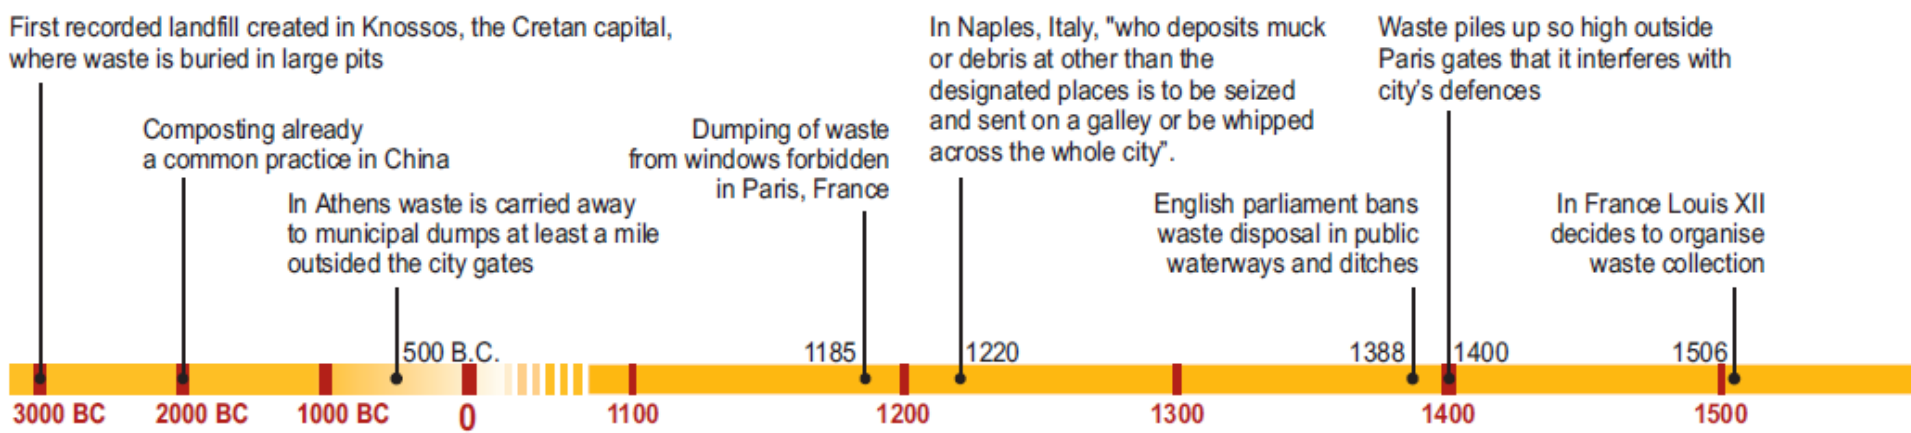 First recorded landfill created in Knossos, the Cretan capital,
where waste is buried in large pits
Composting already
a common practice in China
In Athens waste is carried away
to municipal dumps at least a mile
outsided the city gates
Dumping of waste
from windows forbidden
in Paris, France
In Naples, Italy, "who deposits muck
or debris at other than the
designated places is to be seized
and sent on a galley or be whipped
across the whole city”.
English parliament bans
waste disposal in public
waterways and ditches
Waste piles up so high outside
Paris gates that it interferes with
city's defences
In France Louis XII
decides to organise
waste collection
500 B.C.
1185
1220
1388
1400
1506
3000 BC
2000 BC
1000 BC
0
1100
1200
1300
1400
1500